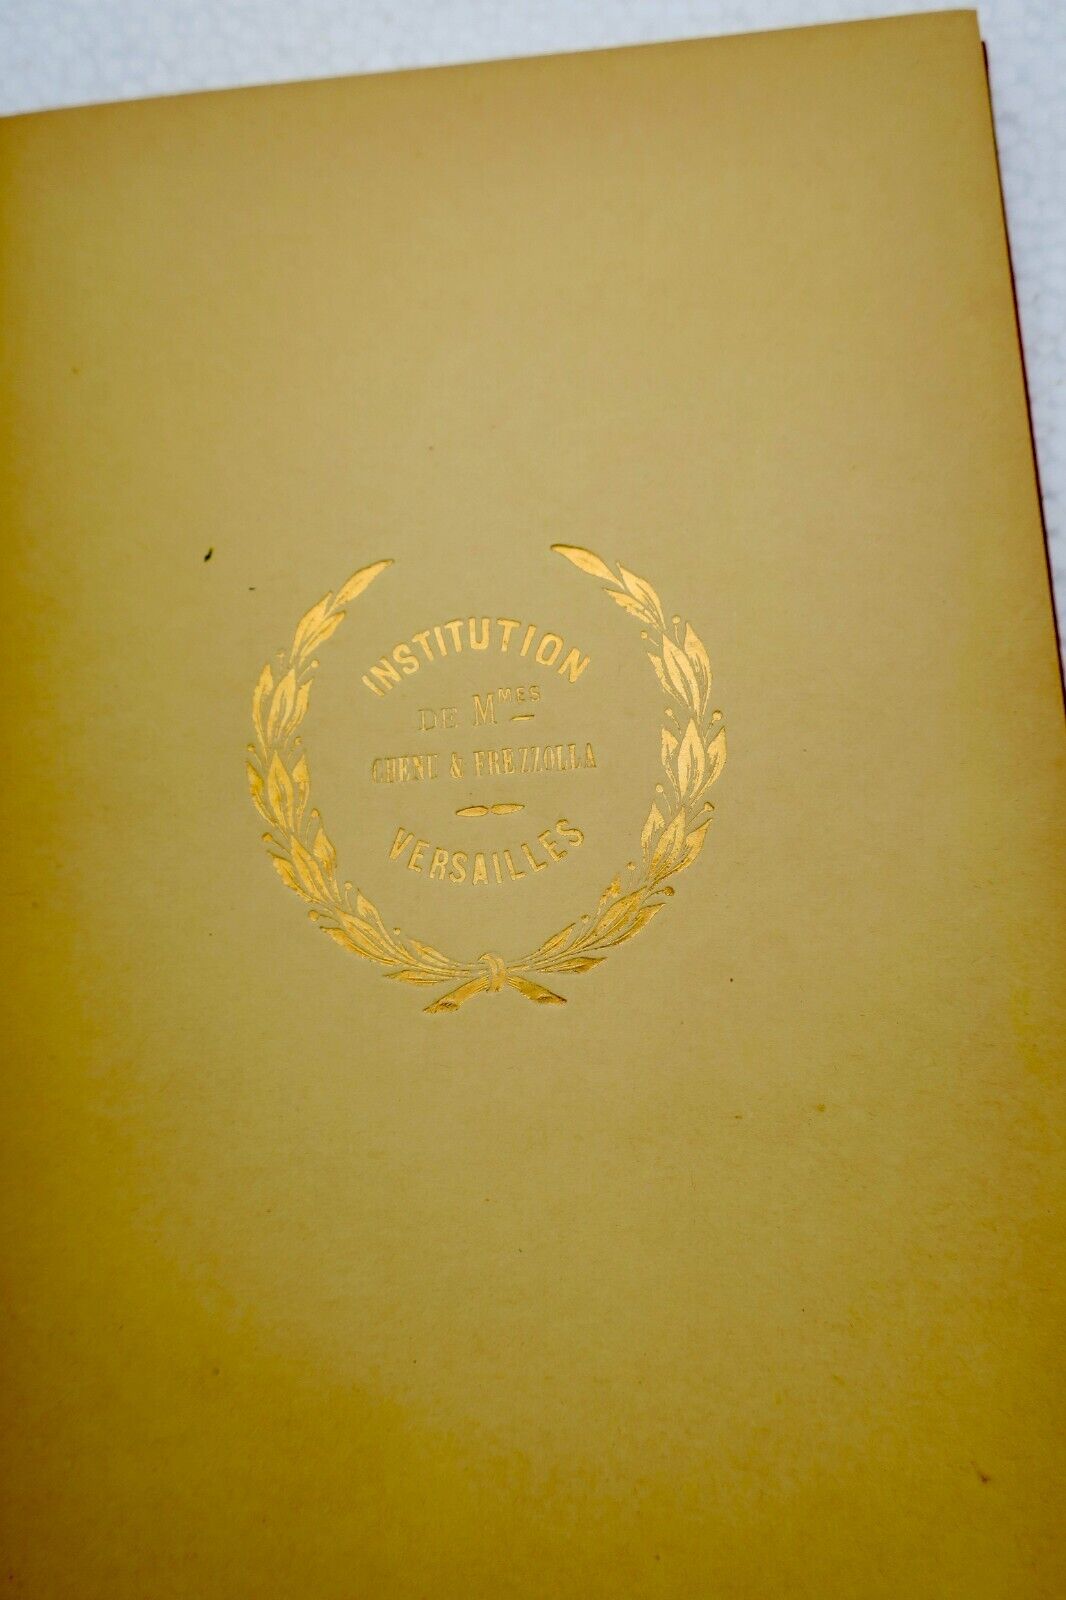 INSTITUTION
DE MMES
CHENU & FREZZOLLA
VERSAILLES